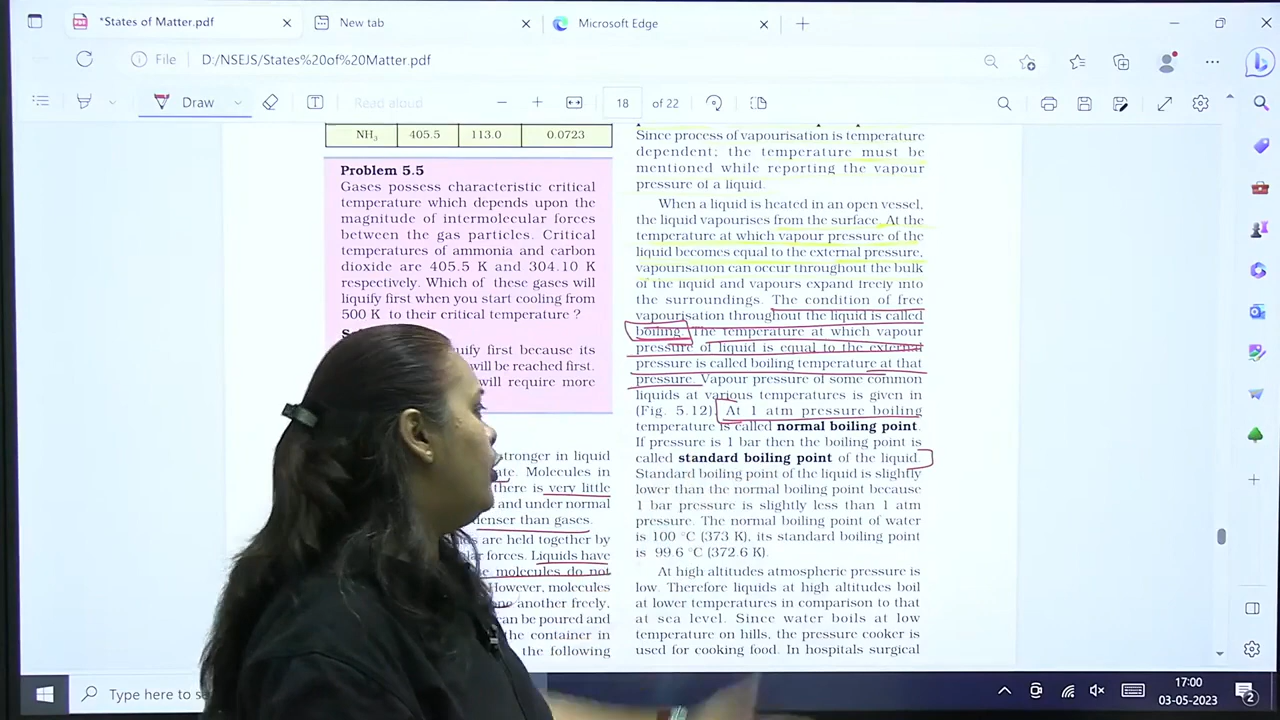 *States of Matter.pdf
New tab
Microsoft Edge
File D:/NSEJS/States%20of%20Matter.pdf
Draw
Read aloud
18 of 22
NH3 405.5 113.0 0.0723
Problem 5.5
Gases possess characteristic critical
temperature which depends upon the
magnitude of intermolecular forces
between the gas particles. Critical
temperatures of ammonia and carbon
dioxide are 405.5 K and 304.10 K
respectively. Which of these gases will
liquify first when you start cooling from
500 K to their critical temperature ?
first because its
will be reached first.
will require more
stronger in liquid
Molecules in
there is very little
and under normal
denser than gases.
are held together by
forces. Liquids have
molecules do not
However, molecules
another freely,
can be poured and
the container in
the following
Since process of vapourisation is temperature
dependent; the temperature must be
mentioned while reporting the vapour
pressure of a liquid.
When a liquid is heated in an open vessel,
the liquid vapourises from the surface. At the
temperature at which vapour pressure of the
liquid becomes equal to the external pressure,
vapourisation can occur throughout the bulk
of the liquid and vapours expand freely into
the surroundings. The condition of free
vapourisation throughout the liquid is called
boiling. The temperature at which vapour
pressure of liquid is equal to the external
pressure is called boiling temperature at that
pressure. Vapour pressure of some common
liquids at various temperatures is given in
(Fig. 5.12). At 1 atm pressure boiling
temperature is called normal boiling point.
If pressure is 1 bar then the boiling point is
called standard boiling point of the liquid.
Standard boiling point of the liquid is slightly
lower than the normal boiling point because
1 bar pressure is slightly less than 1 atm
pressure. The normal boiling point of water
is 100 °C (373 K), its standard boiling point
is 99.6 °C (372.6 K).
At high altitudes atmospheric pressure is
low. Therefore liquids at high altitudes boil
at lower temperatures in comparison to that
at sea level. Since water boils at low
temperature on hills, the pressure cooker is
used for cooking food. In hospitals surgical
Type here to
17:00
03-05-2023
2